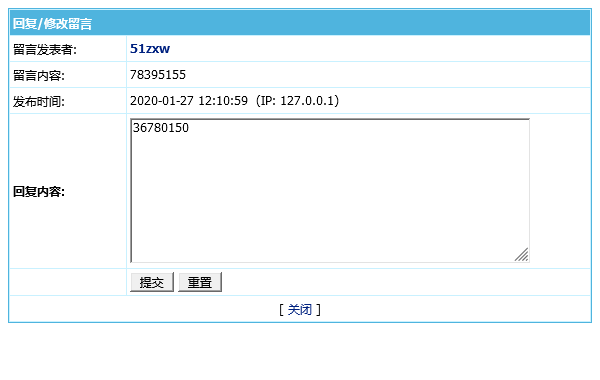 回复/修改留言
留言发表者: 51zxw
留言内容: 78395155
发布时间: 2020-01-27 12:10:59（IP: 127.0.0.1）
回复内容: 36780150
提交 重置
[ 关闭 ]